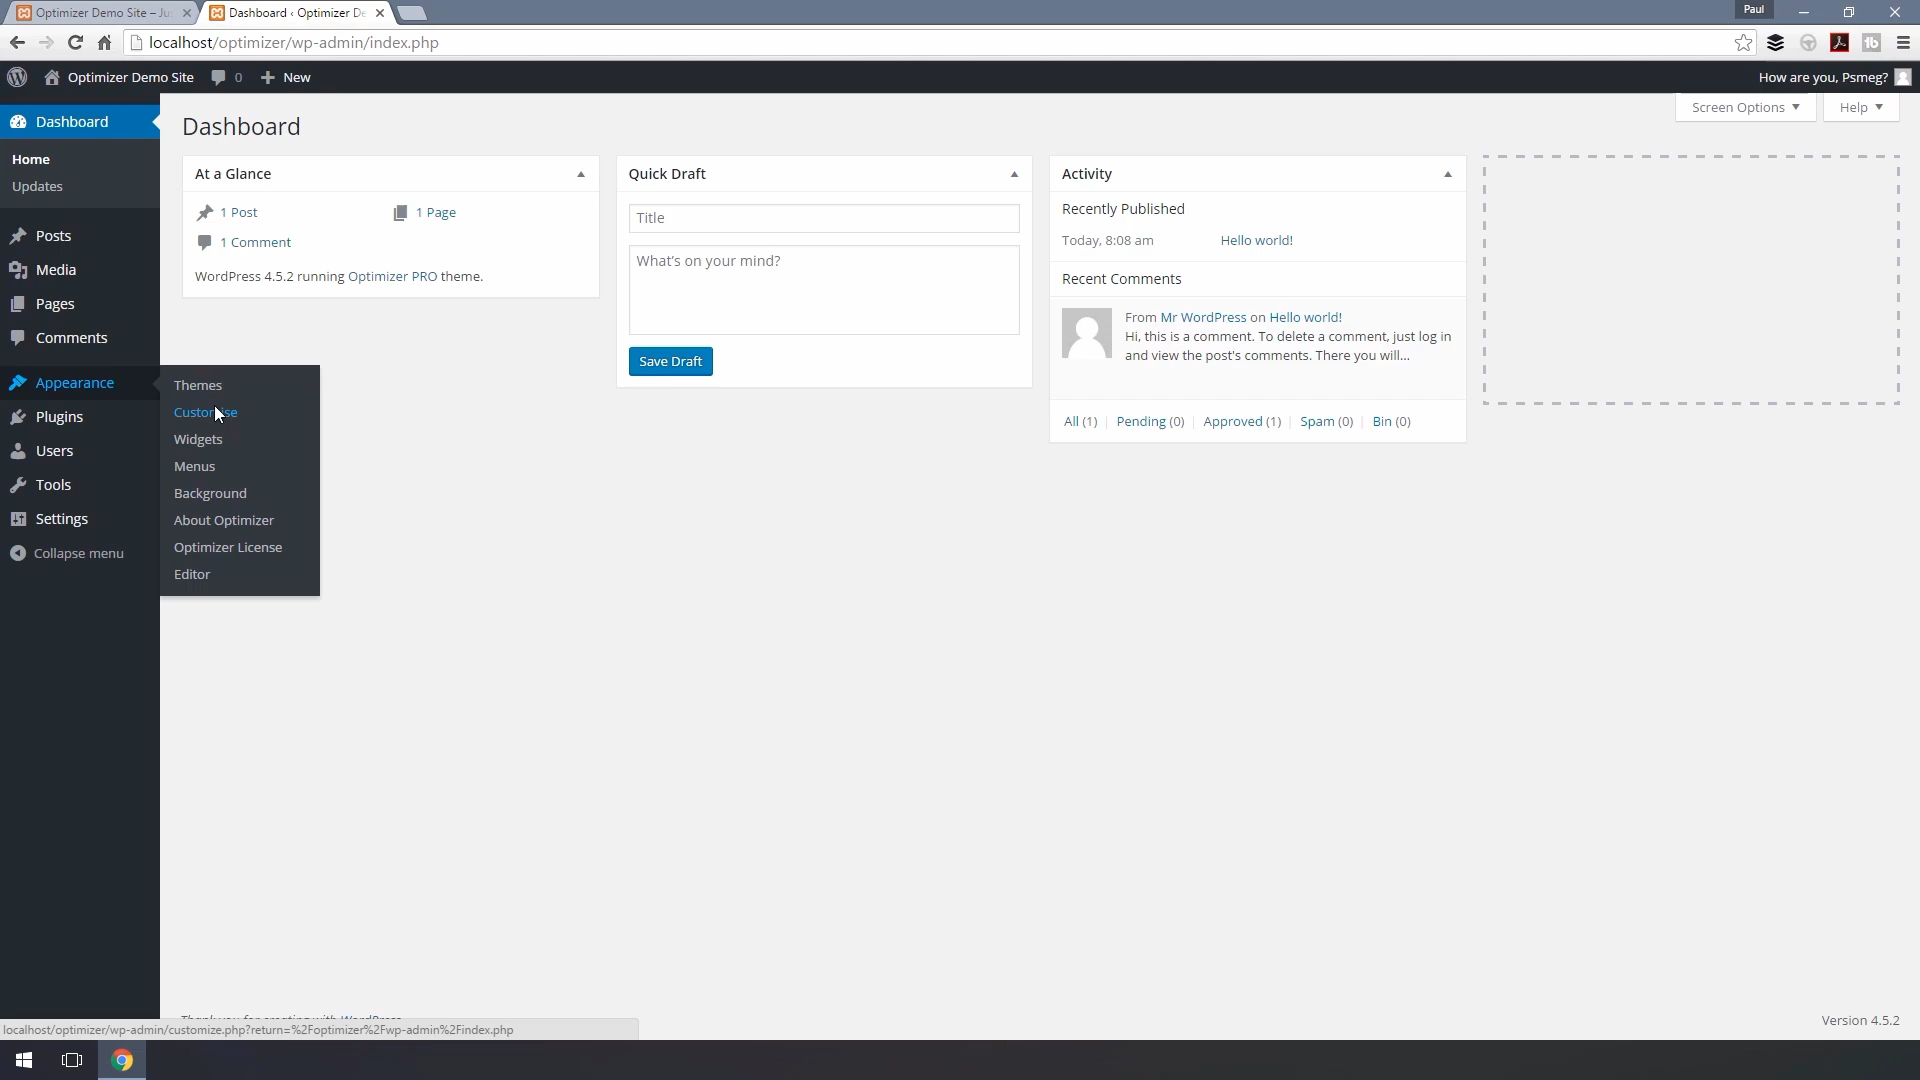 Optimizer Demo Site – Ju
Dashboard ‹ Optimizer De
Paul
localhost/optimizer/wp-admin/index.php
Optimizer Demo Site
0
New
How are you, Psmeg?
Dashboard
Home
Updates
Posts
Media
Pages
Comments
Appearance
Plugins
Users
Tools
Settings
Collapse menu
Themes
Customise
Widgets
Menus
Background
About Optimizer
Optimizer License
Editor
Screen Options
Help
Dashboard
At a Glance
1 Post
1 Page
1 Comment
WordPress 4.5.2 running Optimizer PRO theme.
Quick Draft
Title
What's on your mind?
Save Draft
Activity
Recently Published
Today, 8:08 am
Hello world!
Recent Comments
From Mr WordPress on Hello world!
Hi, this is a comment. To delete a comment, just log in
and view the post's comments. There you will...
All (1) | Pending (0) | Approved (1) | Spam (0) | Bin (0)
Thank you for creating with WordPress.
Version 4.5.2
localhost/optimizer/wp-admin/customize.php?return=%2Foptimizer%2Fwp-admin%2Findex.php